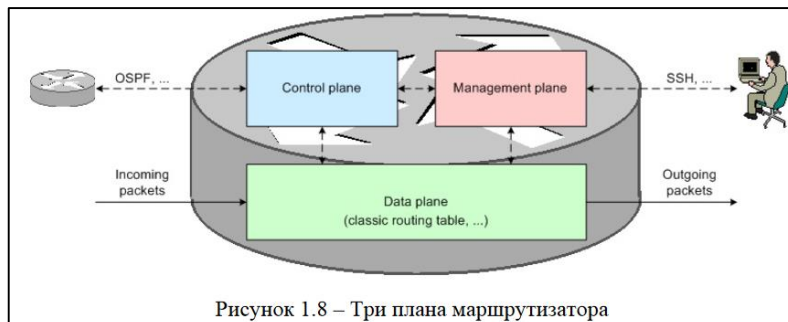 OSPF, ...
Control plane
Management plane
SSH, ...
Incoming
packets
Data plane
(classic routing table, ...)
Outgoing
packets
Рисунок 1.8 – Три плана маршрутизатора